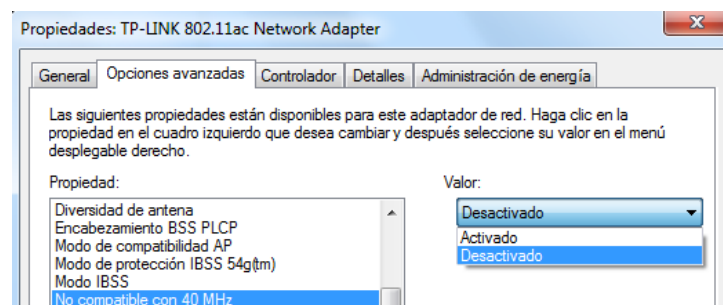 Propiedades: TP-LINK 802.11ac Network Adapter
General Opciones avanzadas Controlador Detalles Administración de energía
Las siguientes propiedades están disponibles para este adaptador de red. Haga clic en la
propiedad en el cuadro izquierdo que desea cambiar y después seleccione su valor en el menú
desplegable derecho.
Propiedad:
Valor:
Diversidad de antena
Encabezamiento BSS PLCP
Modo de compatibilidad AP
Modo de protección IBSS 54g(tm)
Modo IBSS
No compatible con 40 MHz
Desactivado
Activado
Desactivado